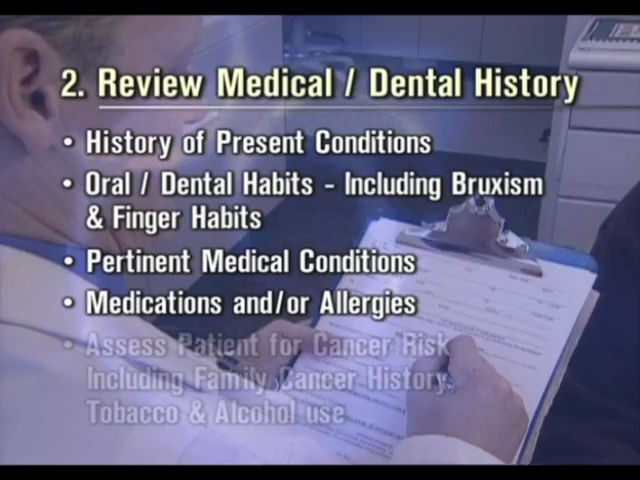 2. Review Medical / Dental History
• History of Present Conditions
• Oral / Dental Habits - Including Bruxism
& Finger Habits
• Pertinent Medical Conditions
• Medications and/or Allergies
• Assess Patient for Cancer Risk
Including Family Cancer History,
Tobacco & Alcohol use